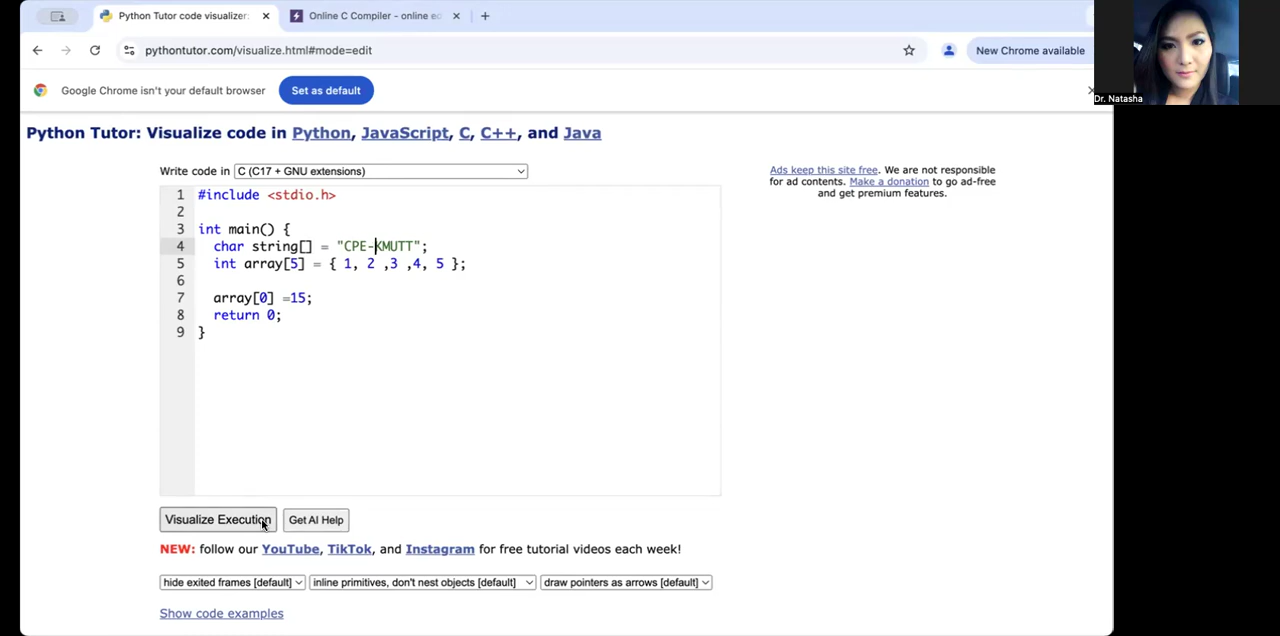 Python Tutor code visualizer:
Online C Compiler - online ed
pythontutor.com/visualize.html#mode=edit
New Chrome available
Google Chrome isn't your default browser
Set as default
Dr. Natasha
Python Tutor: Visualize code in Python, JavaScript, C, C++, and Java
Write code in C (C17 + GNU extensions)
Ads keep this site free. We are not responsible
for ad contents. Make a donation to go ad-free
and get premium features.
1 #include <stdio.h>
2
3 int main() {
4 char string[] = "CPE-KMUTT";
5 int array[5] = { 1, 2 ,3 ,4, 5 };
6
7 array[0] =15;
8 return 0;
9 }
Visualize Execution
Get AI Help
NEW: follow our YouTube, TikTok, and Instagram for free tutorial videos each week!
hide exited frames [default]
inline primitives, don't nest objects [default]
draw pointers as arrows [default]
Show code examples